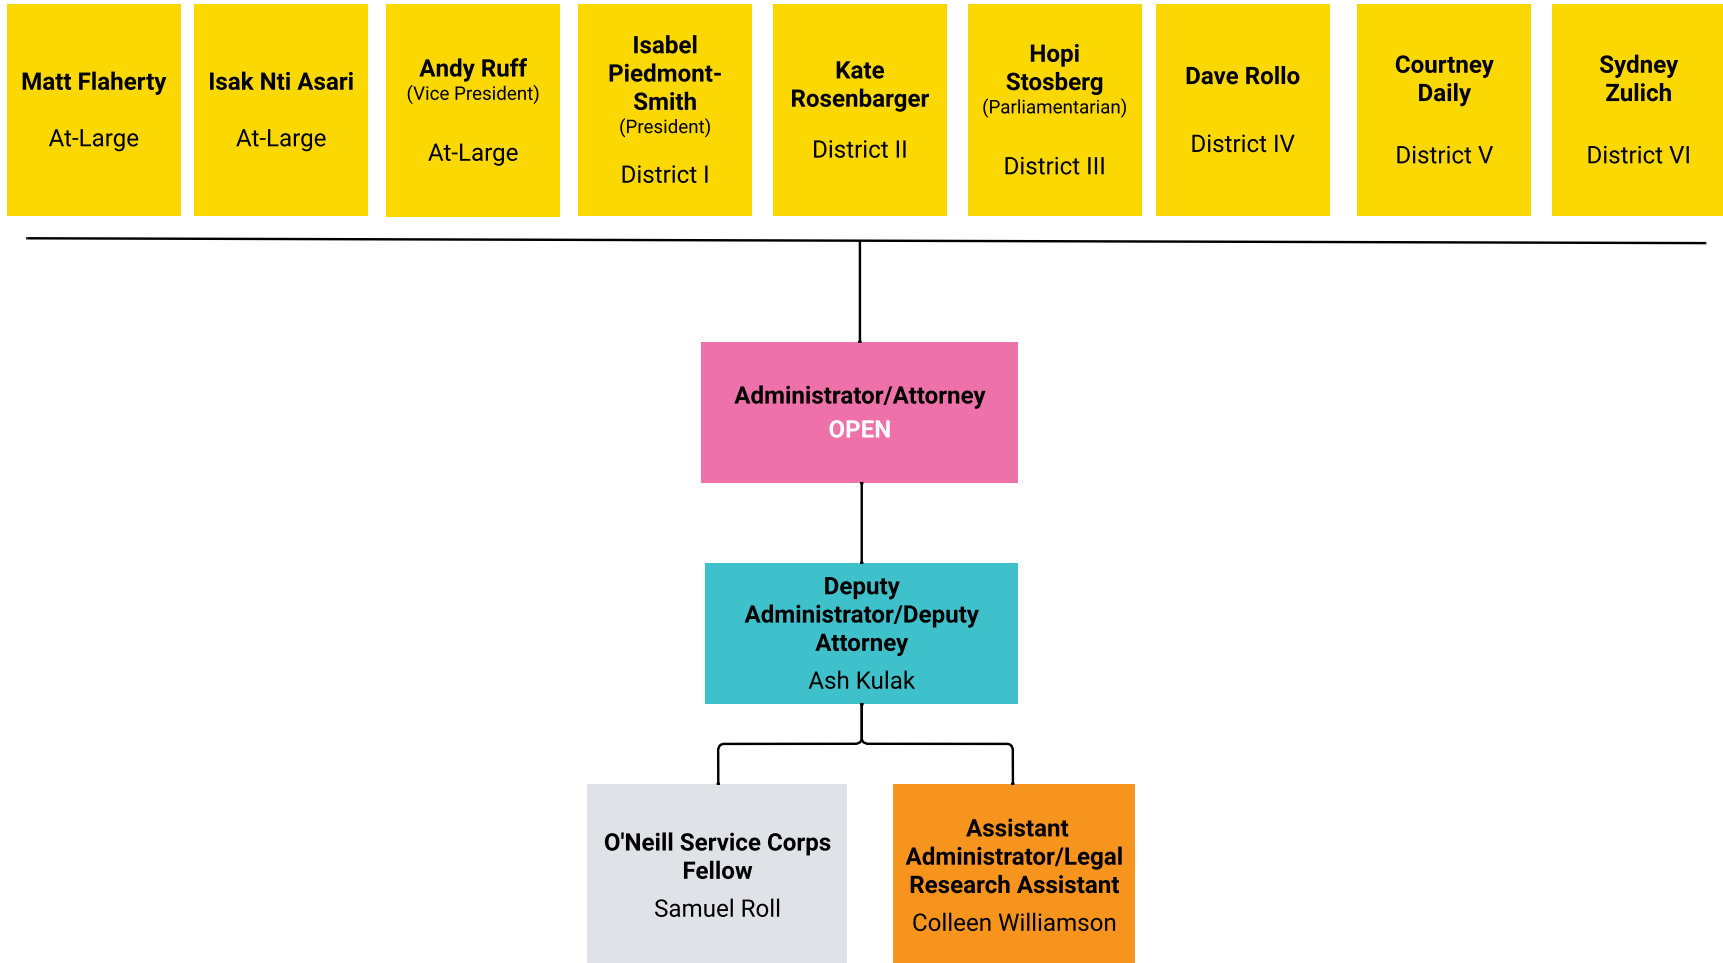 Matt Flaherty
At-Large
Isak Nti Asari
At-Large
Andy Ruff
(Vice President)
At-Large
Isabel
Piedmont-
Smith
(President)
District I
Kate
Rosenbarger
District II
Hopi
Stosberg
(Parliamentarian)
District III
Dave Rollo
District IV
Courtney
Daily
District V
Sydney
Zulich
District VI
Administrator/Attorney
OPEN
Deputy
Administrator/Deputy
Attorney
Ash Kulak
O'Neill Service Corps
Fellow
Samuel Roll
Assistant
Administrator/Legal
Research Assistant
Colleen Williamson